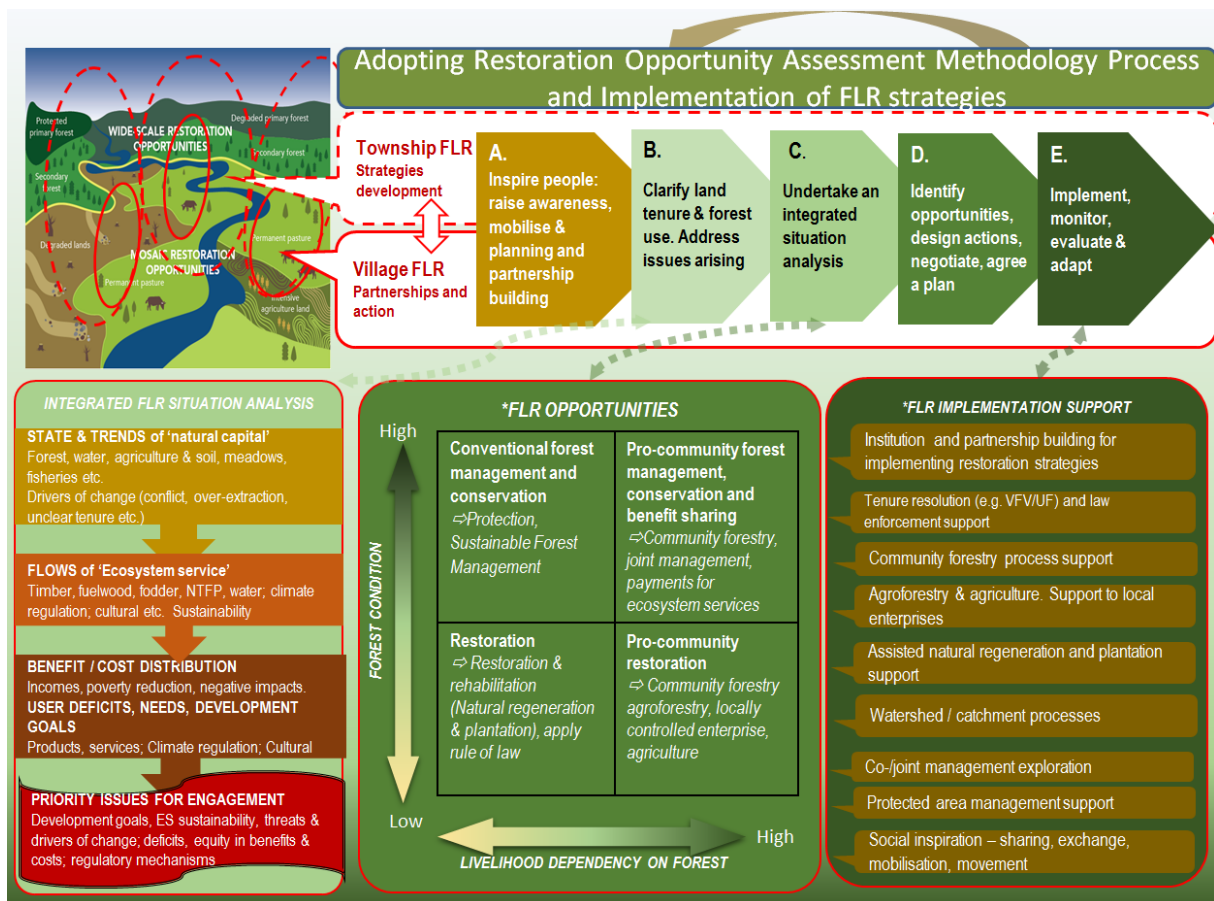 Adopting Restoration Opportunity Assessment Methodology Process
and Implementation of FLR strategies
Protected
primary forest
Degraded primary forest
WIDE-SCALE RESTORATION
OPPORTUNITIES
Secondary forest
Secondary
forest
Degraded lands
Permanent pasture
MOSAIC RESTORATION
OPPORTUNITIES
Permanent pasture
Intensive
agriculture land
Township FLR
Strategies
development
Village FLR
Partnerships and
action
A.
Inspire people:
raise awareness,
mobilise &
planning and
partnership
building
B.
Clarify land
tenure & forest
use. Address
issues arising
C.
Undertake an
integrated
situation
analysis
D.
Identify
opportunities,
design actions,
negotiate, agree
a plan
E.
Implement,
monitor,
evaluate &
adapt
INTEGRATED FLR SITUATION ANALYSIS
STATE & TRENDS of ‘natural capital’
Forest, water, agriculture & soil, meadows,
fisheries etc.
Drivers of change (conflict, over-extraction,
unclear tenure etc.)
FLOWS of ‘Ecosystem service’
Timber, fuelwood, fodder, NTFP, water; climate
regulation; cultural etc. Sustainability
BENEFIT / COST DISTRIBUTION
Incomes, poverty reduction, negative impacts.
USER DEFICITS, NEEDS, DEVELOPMENT
GOALS
Products, services; Climate regulation; Cultural
PRIORITY ISSUES FOR ENGAGEMENT
Development goals, ES sustainability, threats &
drivers of change; deficits, equity in benefits &
costs; regulatory mechanisms
*FLR OPPORTUNITIES
High
FOREST CONDITION
Low
Conventional forest
management and
conservation
⇨Protection,
Sustainable Forest
Management
Pro-community forest
management,
conservation and
benefit sharing
⇨Community forestry,
joint management,
payments for
ecosystem services
Restoration
⇨ Restoration &
rehabilitation
(Natural regeneration
& plantation), apply
rule of law
Pro-community
restoration
⇨ Community forestry
agroforestry, locally
controlled enterprise,
agriculture
High
LIVELIHOOD DEPENDENCY ON FOREST
*FLR IMPLEMENTATION SUPPORT
Institution and partnership building for
implementing restoration strategies
Tenure resolution (e.g. VFV/UF) and law
enforcement support
Community forestry process support
Agroforestry & agriculture. Support to local
enterprises
Assisted natural regeneration and plantation
support
Watershed / catchment processes
Co-/joint management exploration
Protected area management support
Social inspiration – sharing, exchange,
mobilisation, movement